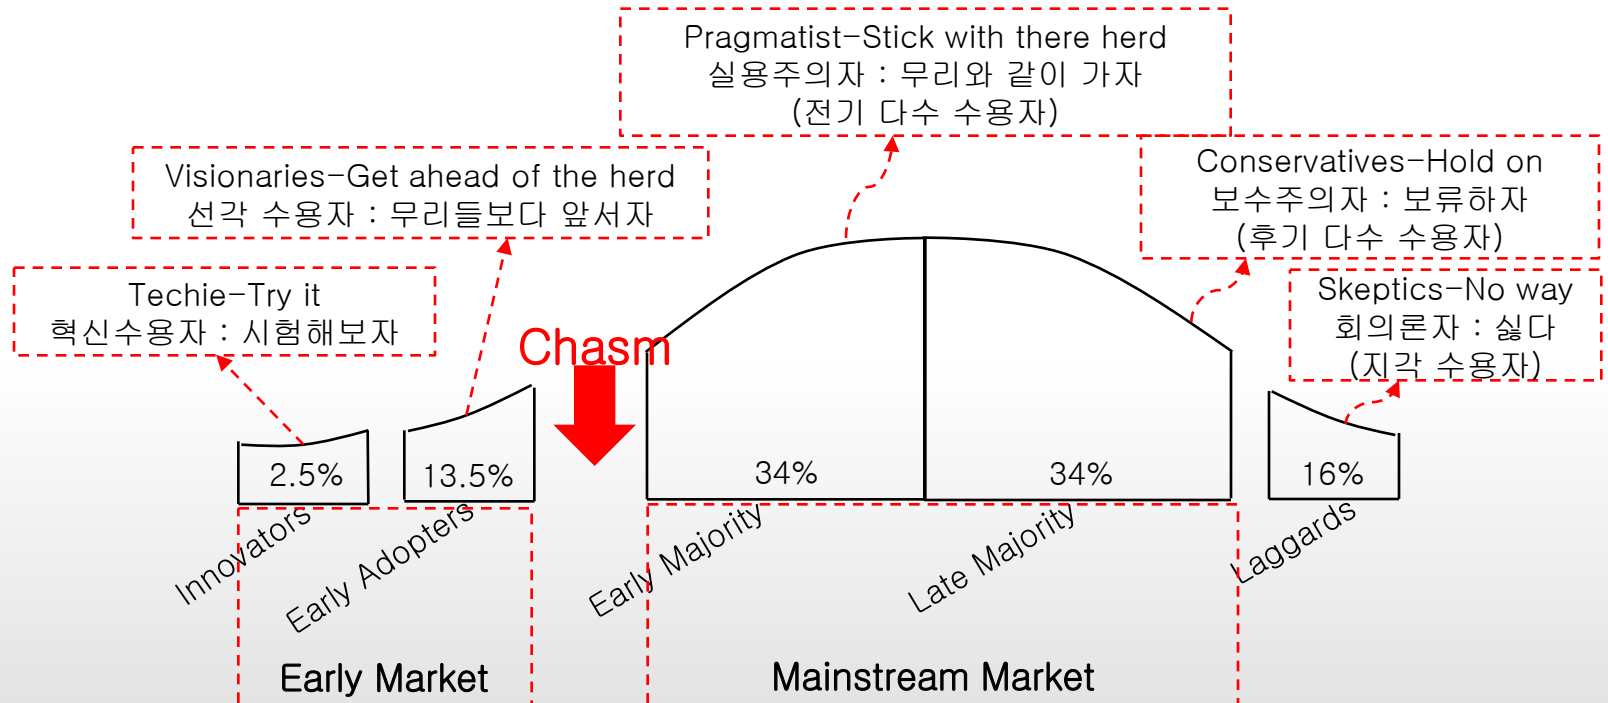 Pragmatist-Stick with there herd
실용주의자 : 무리와 같이 가자
(전기 다수 수용자)
Visionaries-Get ahead of the herd
선각 수용자 : 무리들보다 앞서자
Conservatives-Hold on
보수주의자 : 보류하자
(후기 다수 수용자)
Techie-Try it
혁신수용자 : 시험해보자
Skeptics-No way
회의론자 : 싫다
(지각 수용자)
Chasm
2.5%
13.5%
34%
34%
16%
Innovators
Early Adopters
Early Majority
Late Majority
Laggards
Early Market
Mainstream Market